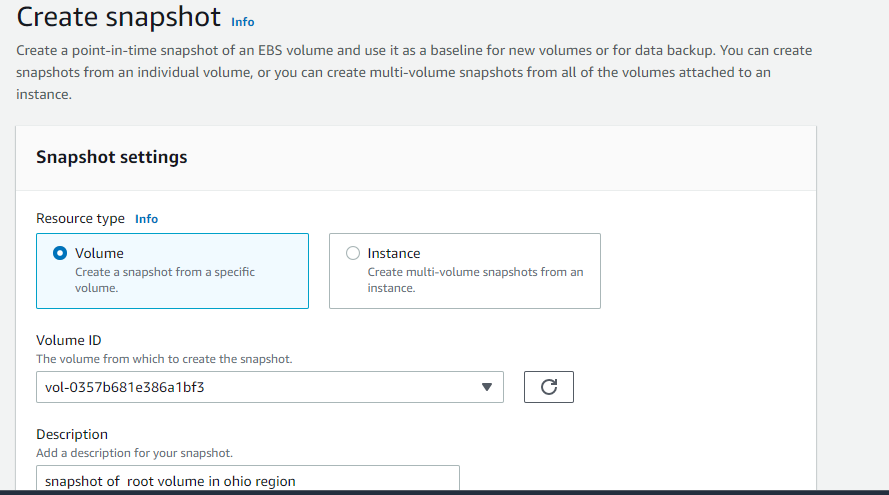 Create snapshot Info
Create a point-in-time snapshot of an EBS volume and use it as a baseline for new volumes or for data backup. You can create
snapshots from an individual volume, or you can create multi-volume snapshots from all of the volumes attached to an
instance.
Snapshot settings
Resource type Info
Volume
Create a snapshot from a specific
volume.
Instance
Create multi-volume snapshots from an
instance.
Volume ID
The volume from which to create the snapshot.
vol-0357b681e386a1bf3
Description
Add a description for your snapshot.
snapshot of  root volume in ohio region